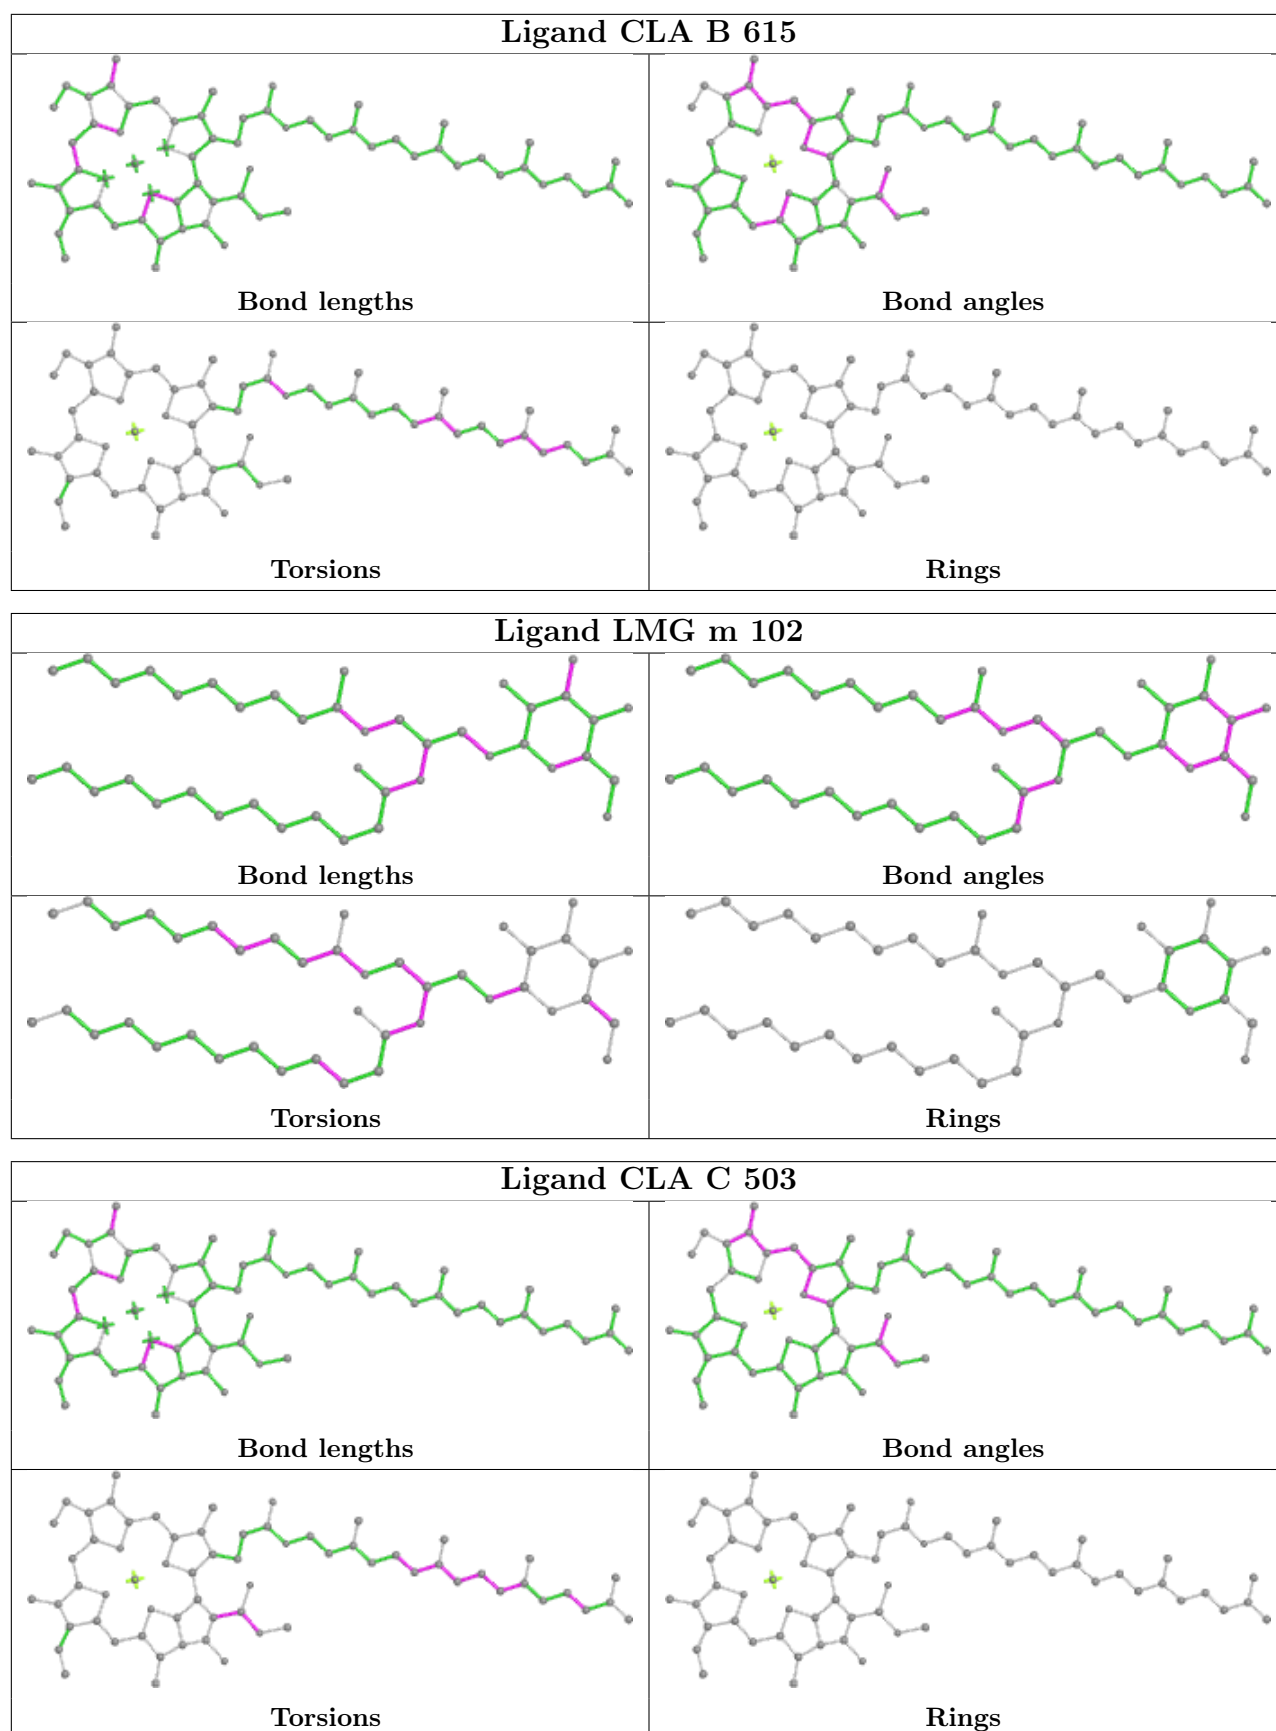 Ligand CLA B 615
Bond lengths
Bond angles
Torsions
Rings
Ligand LMG m 102
Bond lengths
Bond angles
Torsions
Rings
Ligand CLA C 503
Bond lengths
Bond angles
Torsions
Rings